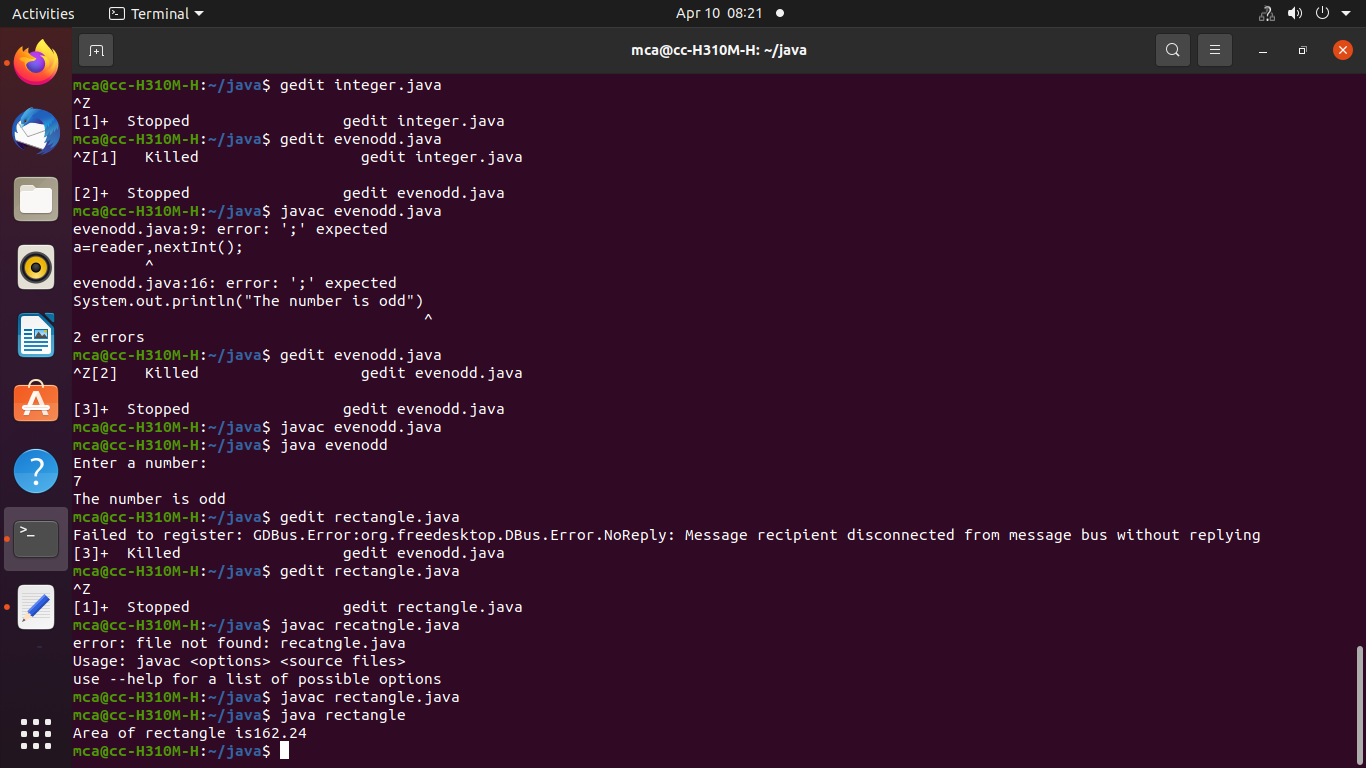 Activities Terminal Apr 10 08:21
mca@cc-H310M-H: ~/java
mca@cc-H310M-H:~/java$ gedit integer.java
^Z
[1]+  Stopped                 gedit integer.java
mca@cc-H310M-H:~/java$ gedit evenodd.java
^Z[1]   Killed                  gedit integer.java
[2]+  Stopped                 gedit evenodd.java
mca@cc-H310M-H:~/java$ javac evenodd.java
evenodd.java:9: error: ';' expected
a=reader,nextInt();
        ^
evenodd.java:16: error: ';' expected
System.out.println("The number is odd")
                                       ^
2 errors
mca@cc-H310M-H:~/java$ gedit evenodd.java
^Z[2]   Killed                  gedit evenodd.java
[3]+  Stopped                 gedit evenodd.java
mca@cc-H310M-H:~/java$ javac evenodd.java
mca@cc-H310M-H:~/java$ java evenodd
Enter a number:
7
The number is odd
mca@cc-H310M-H:~/java$ gedit rectangle.java
Failed to register: GDBus.Error:org.freedesktop.DBus.Error.NoReply: Message recipient disconnected from message bus without replying
[3]+  Killed                  gedit evenodd.java
mca@cc-H310M-H:~/java$ gedit rectangle.java
^Z
[1]+  Stopped                 gedit rectangle.java
mca@cc-H310M-H:~/java$ javac recatngle.java
error: file not found: recatngle.java
Usage: javac <options> <source files>
use --help for a list of possible options
mca@cc-H310M-H:~/java$ javac rectangle.java
mca@cc-H310M-H:~/java$ java rectangle
Area of rectangle is162.24
mca@cc-H310M-H:~/java$